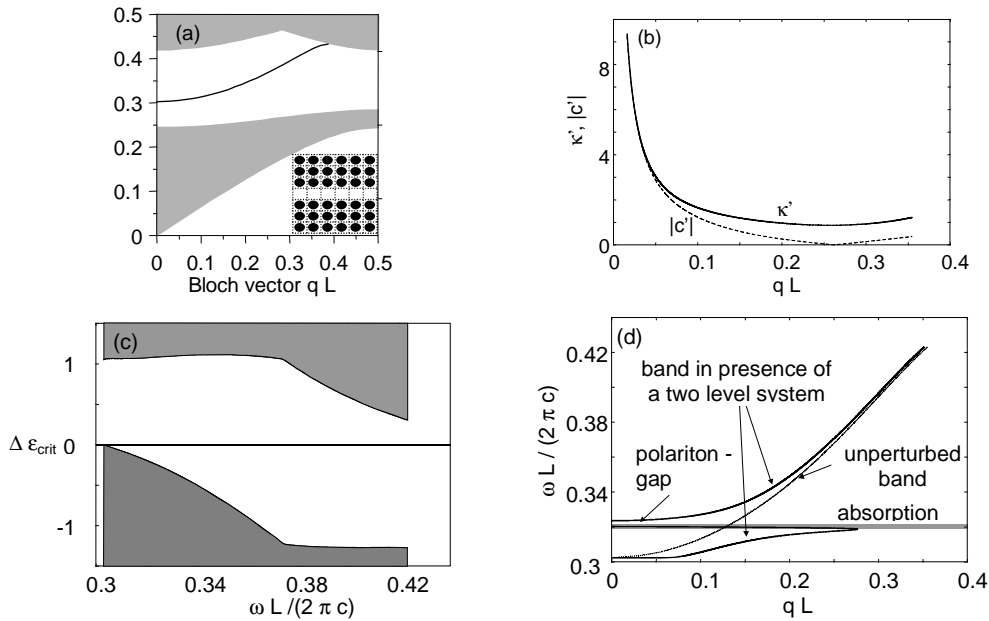 (a)
0.5
0.4
0.3
0.2
0.1
0
0 0.1 0.2 0.3 0.4 0.5
Bloch vector q L
(b)
κ', |c'|
8
6
4
2
0
κ'
|c'|
0 0.1 0.2 0.3 0.4
q L
(c)
Δ ε_crit
1
0
-1
0.3 0.34 0.38 0.42
ω L /(2 π c)
(d)
ω L / (2 π c)
0.42
0.38
0.34
0.3
band in presence of
a two level system
polariton -
gap
unperturbed
band
absorption
0 0.1 0.2 0.3 0.4
q L